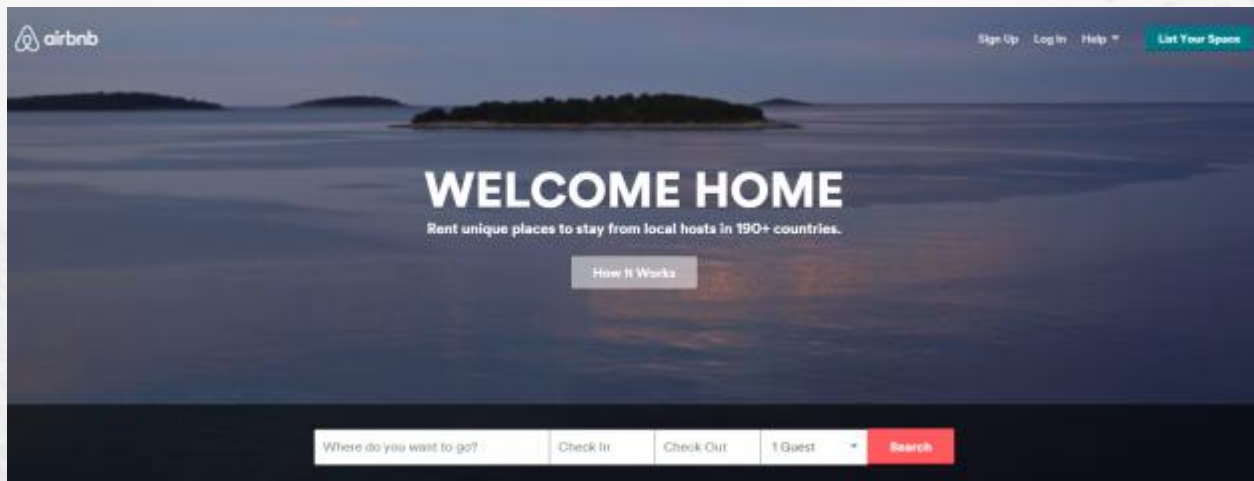 airbnb
Sign Up Log In Help List Your Space
WELCOME HOME
Rent unique places to stay from local hosts in 190+ countries.
How It Works
Where do you want to go? Check In Check Out 1 Guest Search